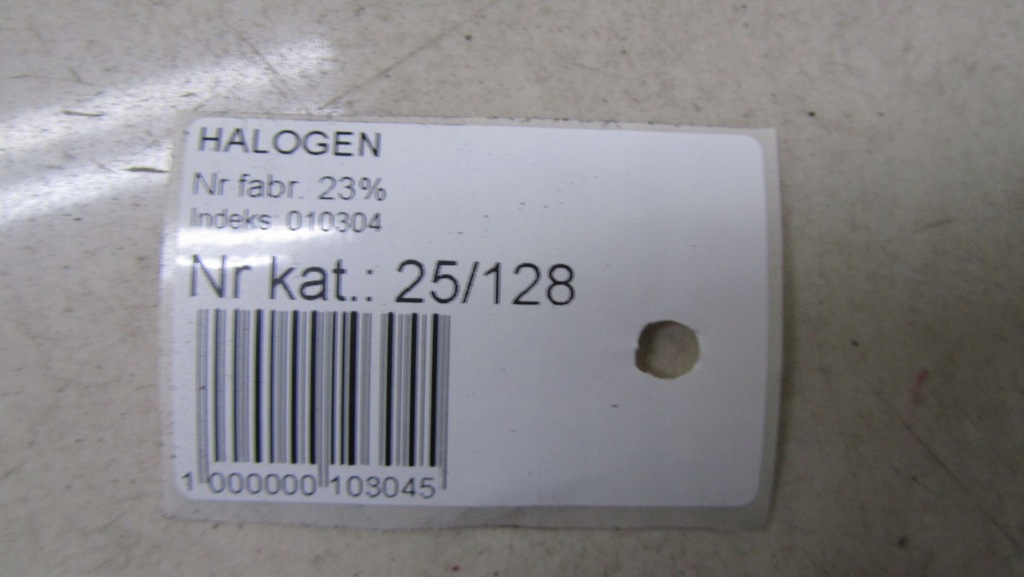 HALOGEN
Nr fabr. 23%
Indeks: 010304
Nr kat.: 25/128
1 000000 103045